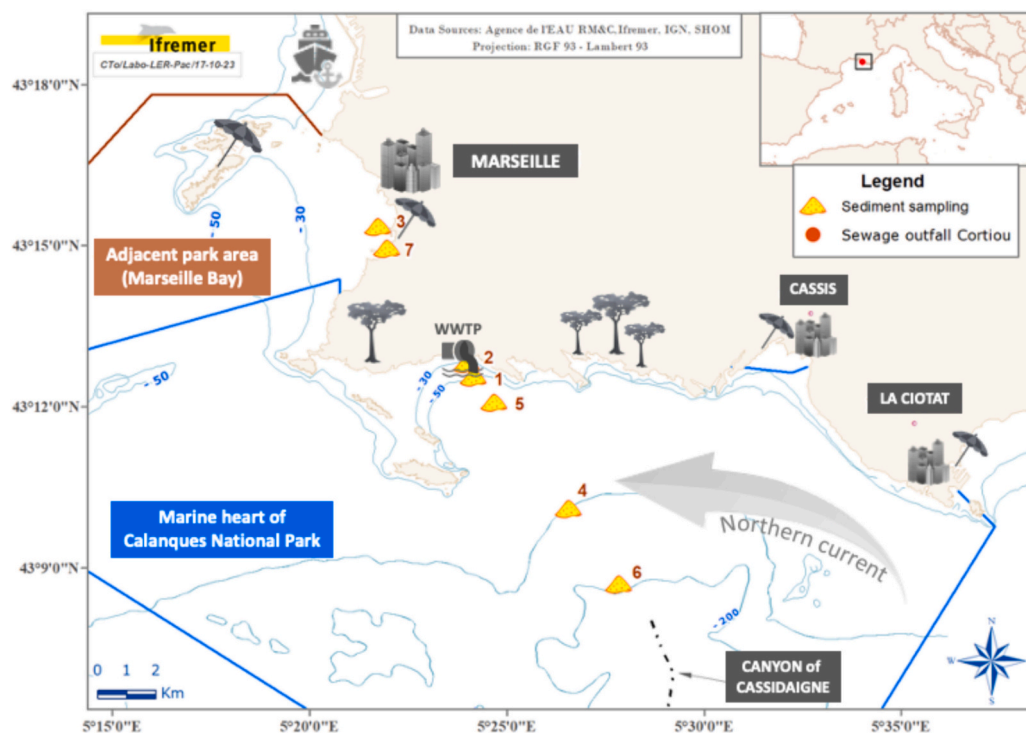 Ifremer
CTo/Labo-LER-Pac/17-10-23
Data Sources: Agence de l'EAU RM&C, Ifremer, IGN, SHOM
Projection: RGF 93 - Lambert 93
43°18'0"N
43°15'0"N
43°12'0"N
43°9'0"N
MARSEILLE
Legend
Sediment sampling
Sewage outfall Cortiou
- 50
- 30
3
7
Adjacent park area
(Marseille Bay)
CASSIS
WWTP
2
1
5
- 30
- 50
- 50
LA CIOTAT
4
Northern current
Marine heart of
Calanques National Park
6
- 200
CANYON of
CASSIDAIGNE
0 1 2
Km
5°15'0"E
5°20'0"E
5°25'0"E
5°30'0"E
5°35'0"E